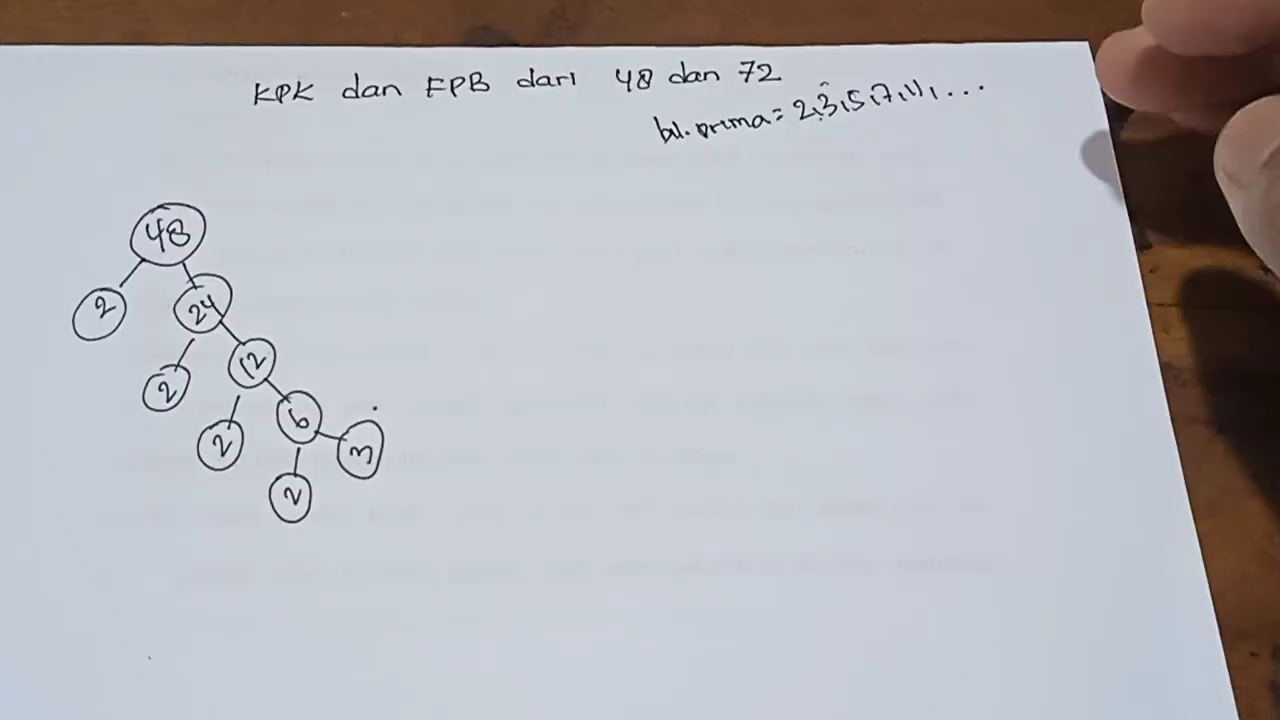 KPK dan FPB dari 48 dan 72
bil. prima = 2,3,5,7,11, ...
48
2 24
2 12
2 6
2 3